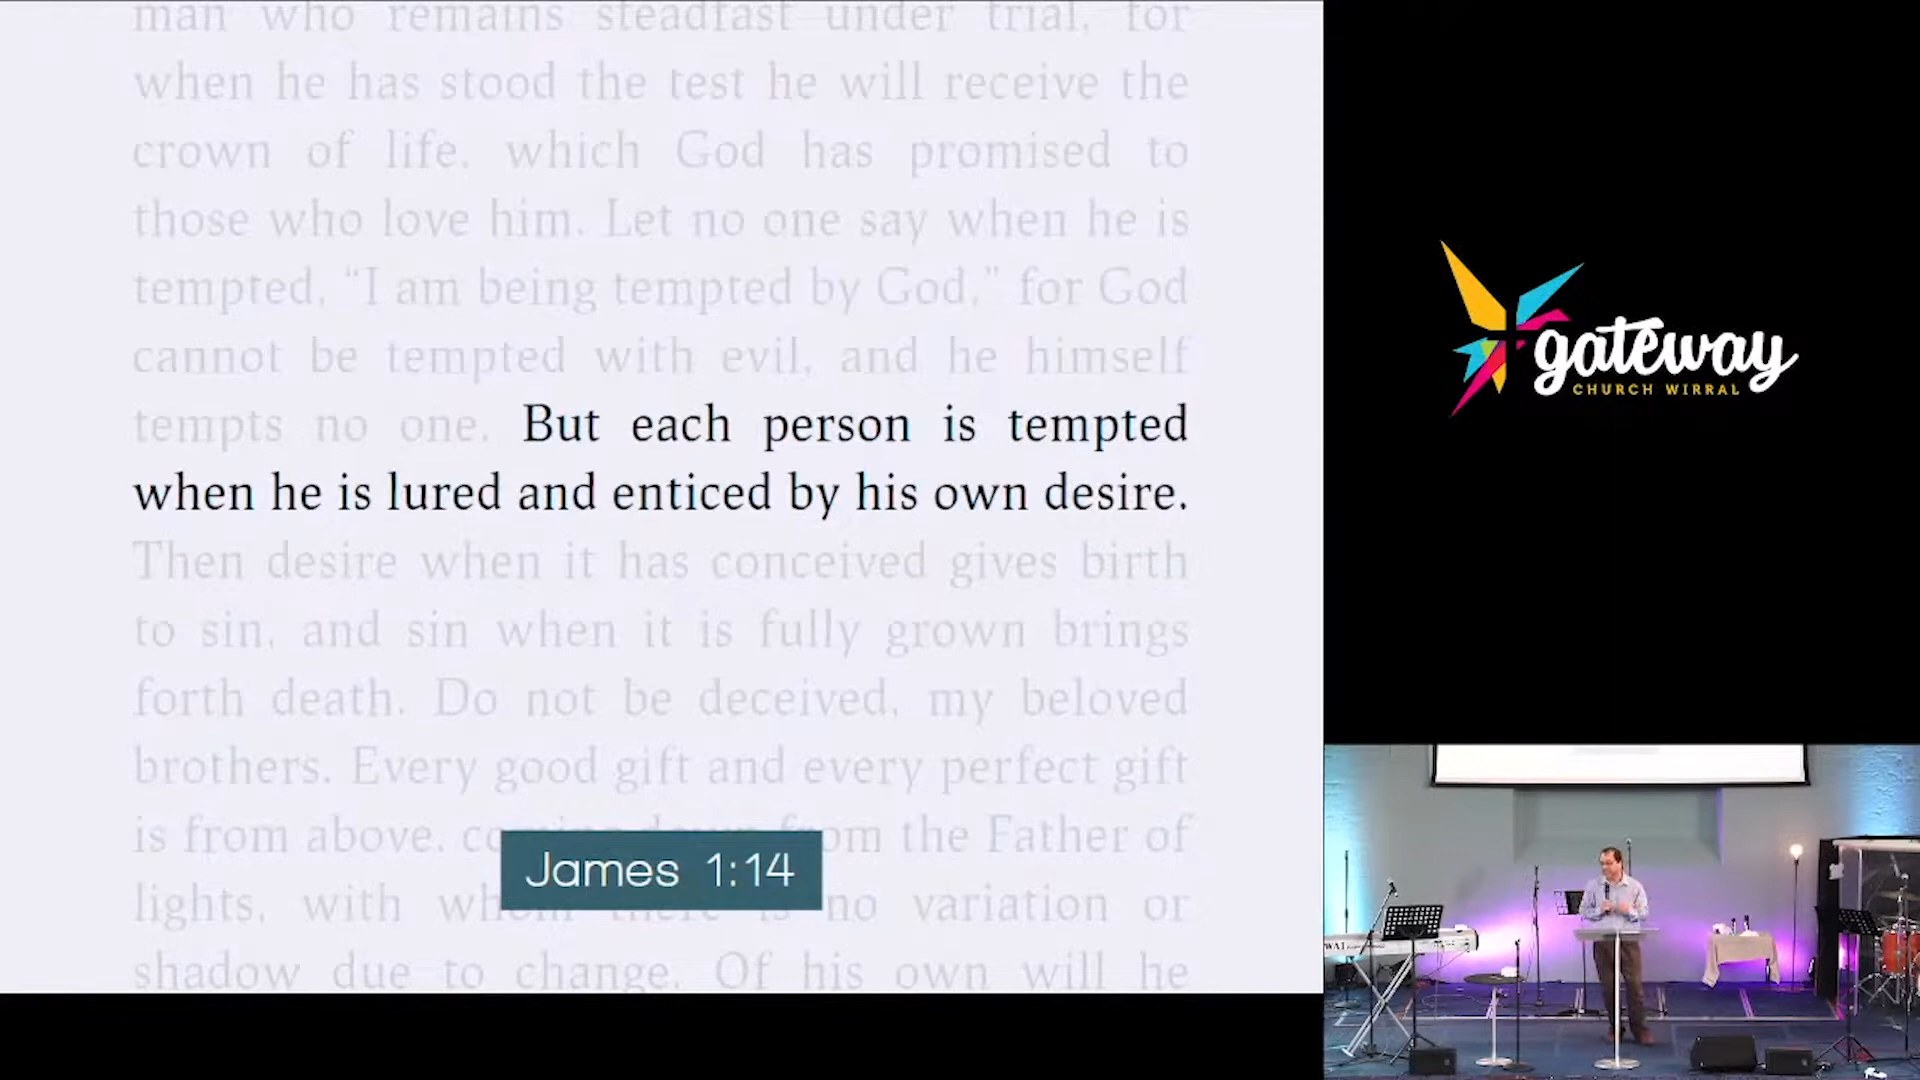 man who remains steadfast under trial, for
when he has stood the test he will receive the
crown of life, which God has promised to
those who love him. Let no one say when he is
tempted, “I am being tempted by God,” for God
cannot be tempted with evil, and he himself
tempts no one. But each person is tempted
when he is lured and enticed by his own desire.
Then desire when it has conceived gives birth
to sin, and sin when it is fully grown brings
forth death. Do not be deceived, my beloved
brothers. Every good gift and every perfect gift
is from above, from the Father of
lights, with no variation or
shadow due to change. Of his own will he
James 1:14
gateway
CHURCH WIRRAL